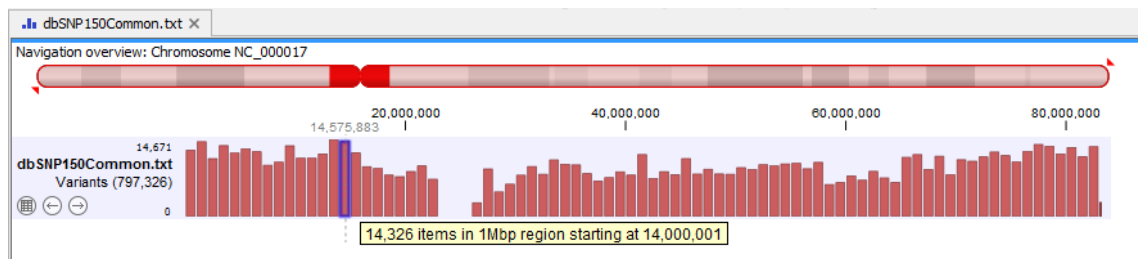 dbSNP150Common.txt
Navigation overview: Chromosome NC_000017
20,000,000 40,000,000 60,000,000 80,000,000
14,575,883
14,671
dbSNP150Common.txt
Variants (797,326)
0
14,326 items in 1Mbp region starting at 14,000,001